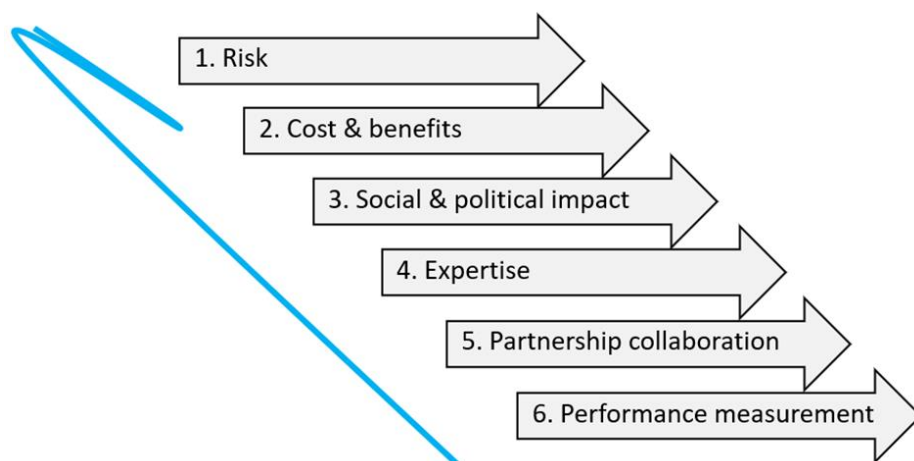 1. Risk
2. Cost & benefits
3. Social & political impact
4. Expertise
5. Partnership collaboration
6. Performance measurement